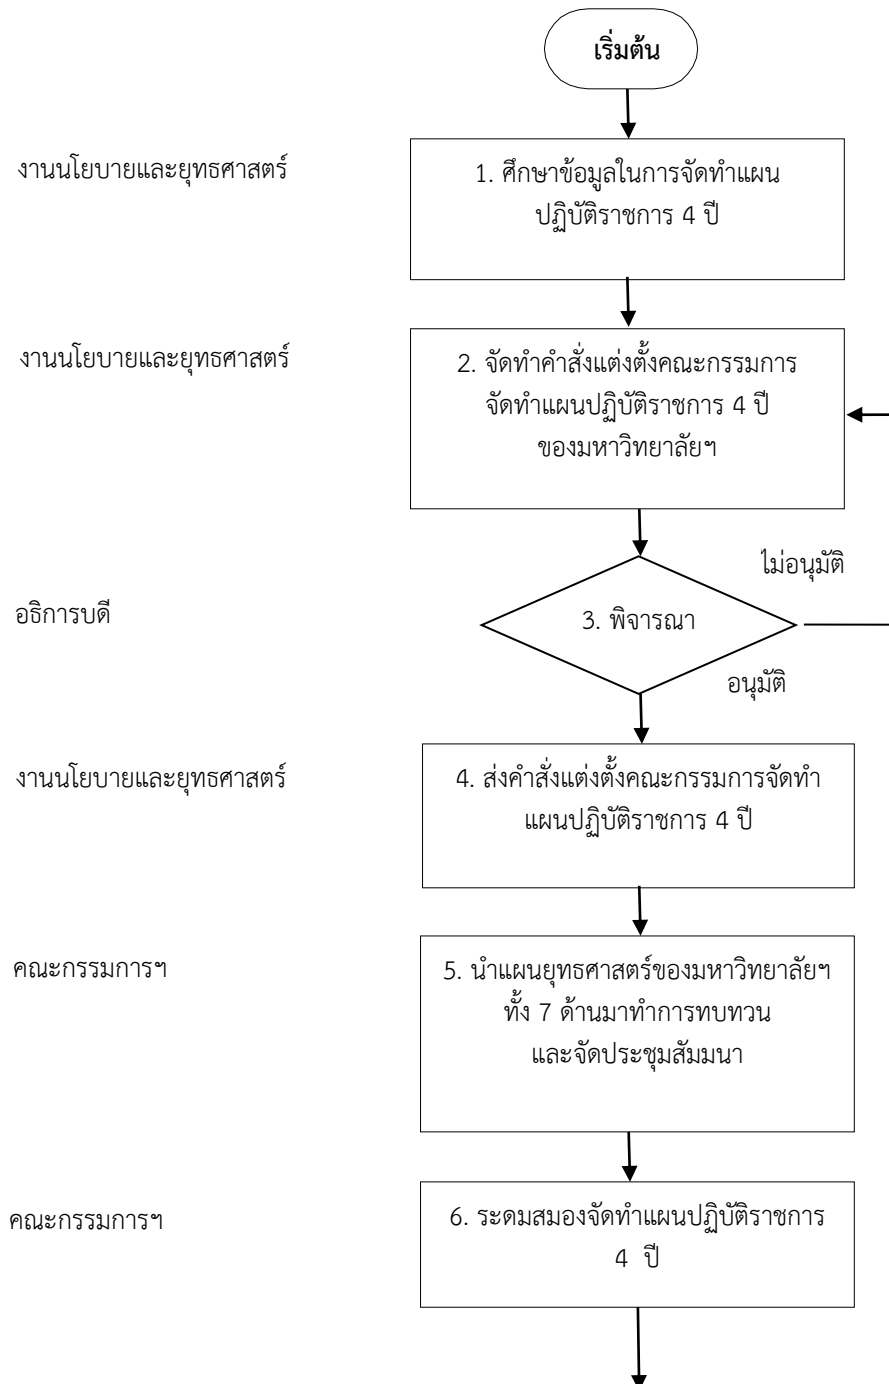 เริ่มต้น
งานนโยบายและยุทธศาสตร์
1. ศึกษาข้อมูลในการจัดทำแผน
ปฏิบัติราชการ 4 ปี
งานนโยบายและยุทธศาสตร์
2. จัดทำคำสั่งแต่งตั้งคณะกรรมการ
จัดทำแผนปฏิบัติราชการ 4 ปี
ของมหาวิทยาลัยฯ
ไม่อนุมัติ
อธิการบดี
3. พิจารณา
อนุมัติ
งานนโยบายและยุทธศาสตร์
4. ส่งคำสั่งแต่งตั้งคณะกรรมการจัดทำ
แผนปฏิบัติราชการ 4 ปี
คณะกรรมการฯ
5. นำแผนยุทธศาสตร์ของมหาวิทยาลัยฯ
ทั้ง 7 ด้านมาทำการทบทวน
และจัดประชุมสัมมนา
คณะกรรมการฯ
6. ระดมสมองจัดทำแผนปฏิบัติราชการ
4 ปี